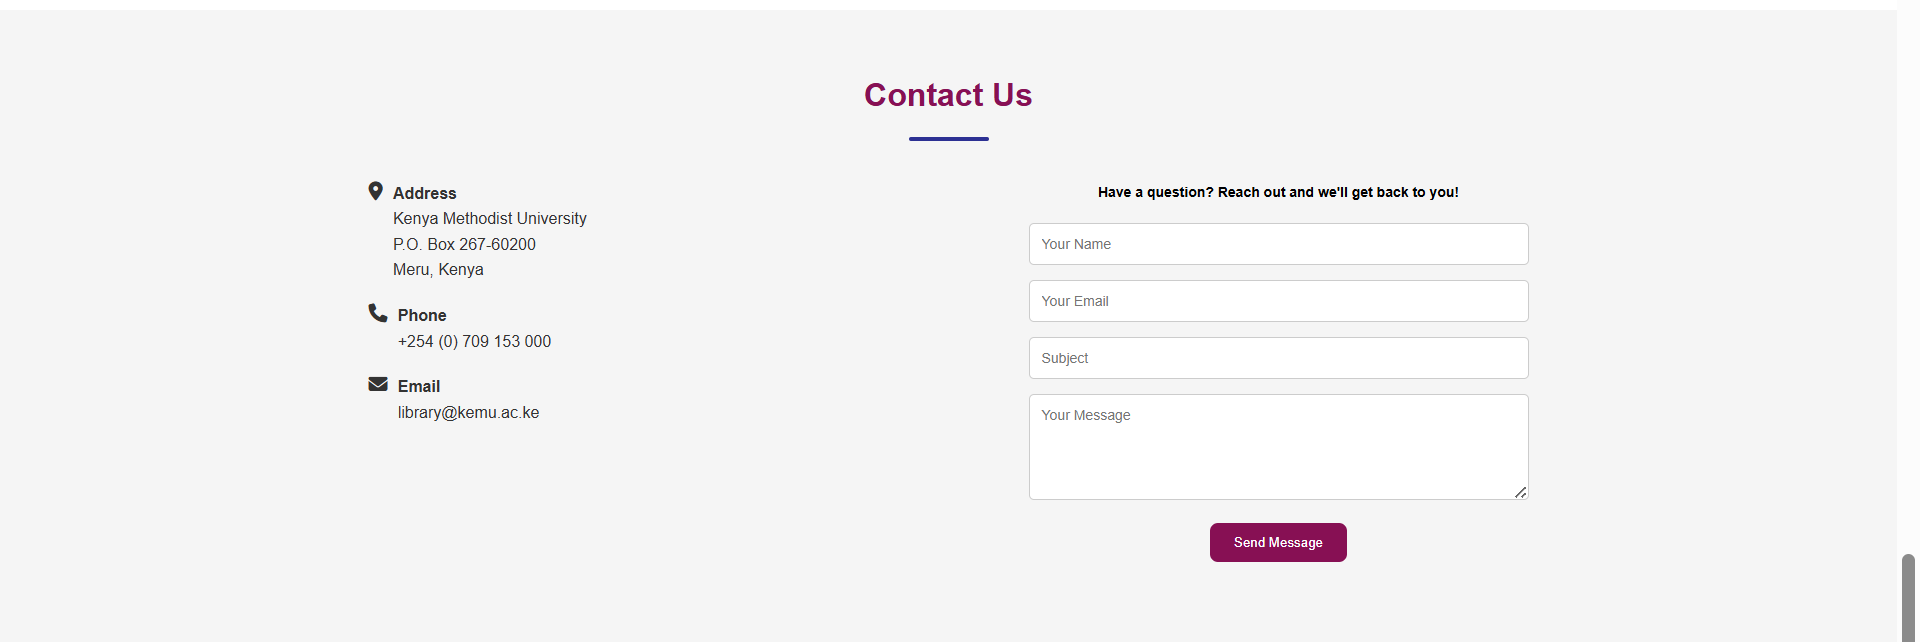 Contact Us
Address
Kenya Methodist University
P.O. Box 267-60200
Meru, Kenya
Phone
+254 (0) 709 153 000
Email
library@kemu.ac.ke
Have a question? Reach out and we'll get back to you!
Your Name
Your Email
Subject
Your Message
Send Message